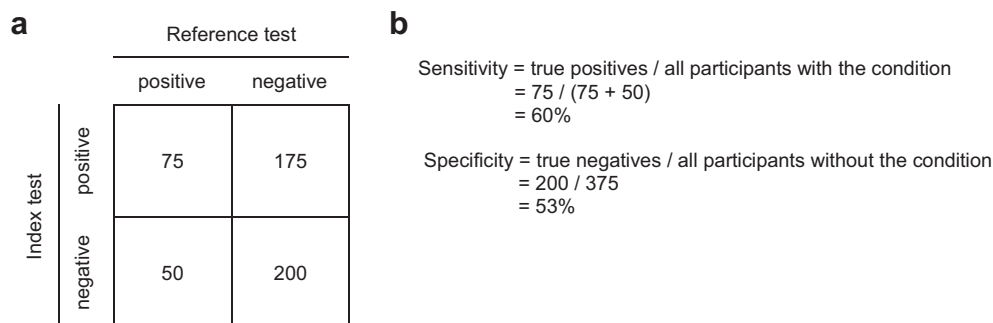 a
Reference test
positive negative
Index test
positive
75 175
negative
50 200
b
Sensitivity = true positives / all participants with the condition
= 75 / (75 + 50)
= 60%
Specificity = true negatives / all participants without the condition
= 200 / 375
= 53%